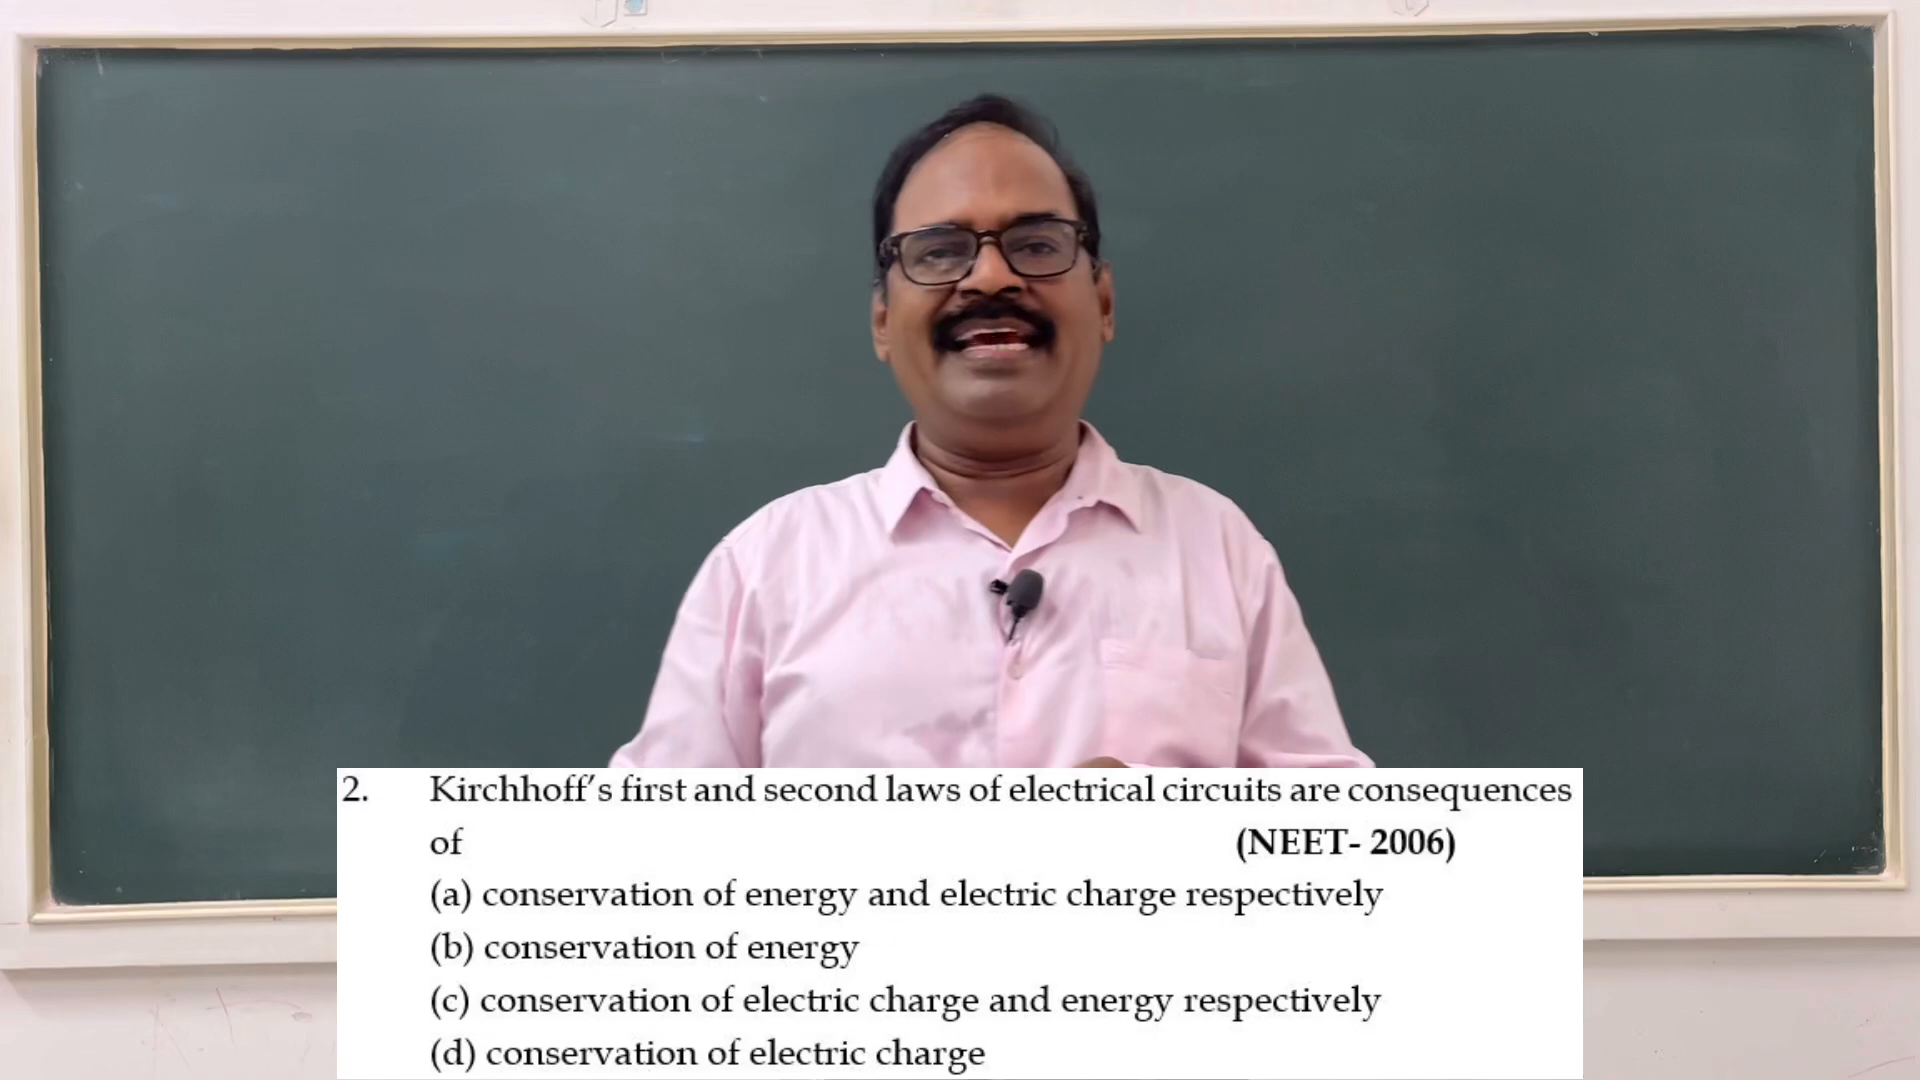 2. Kirchhoff's first and second laws of electrical circuits are consequences
of (NEET- 2006)
(a) conservation of energy and electric charge respectively
(b) conservation of energy
(c) conservation of electric charge and energy respectively
(d) conservation of electric charge